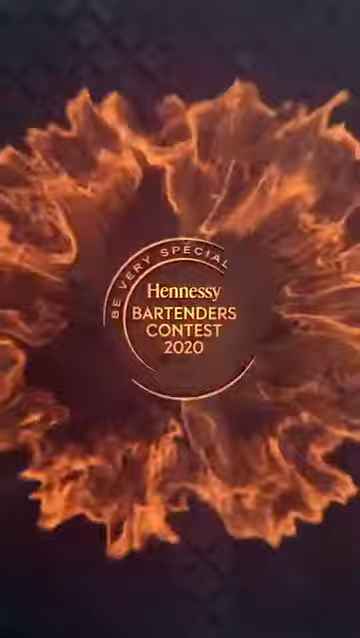 BE VERY SPECIAL
Hennessy
BARTENDERS
CONTEST
2020